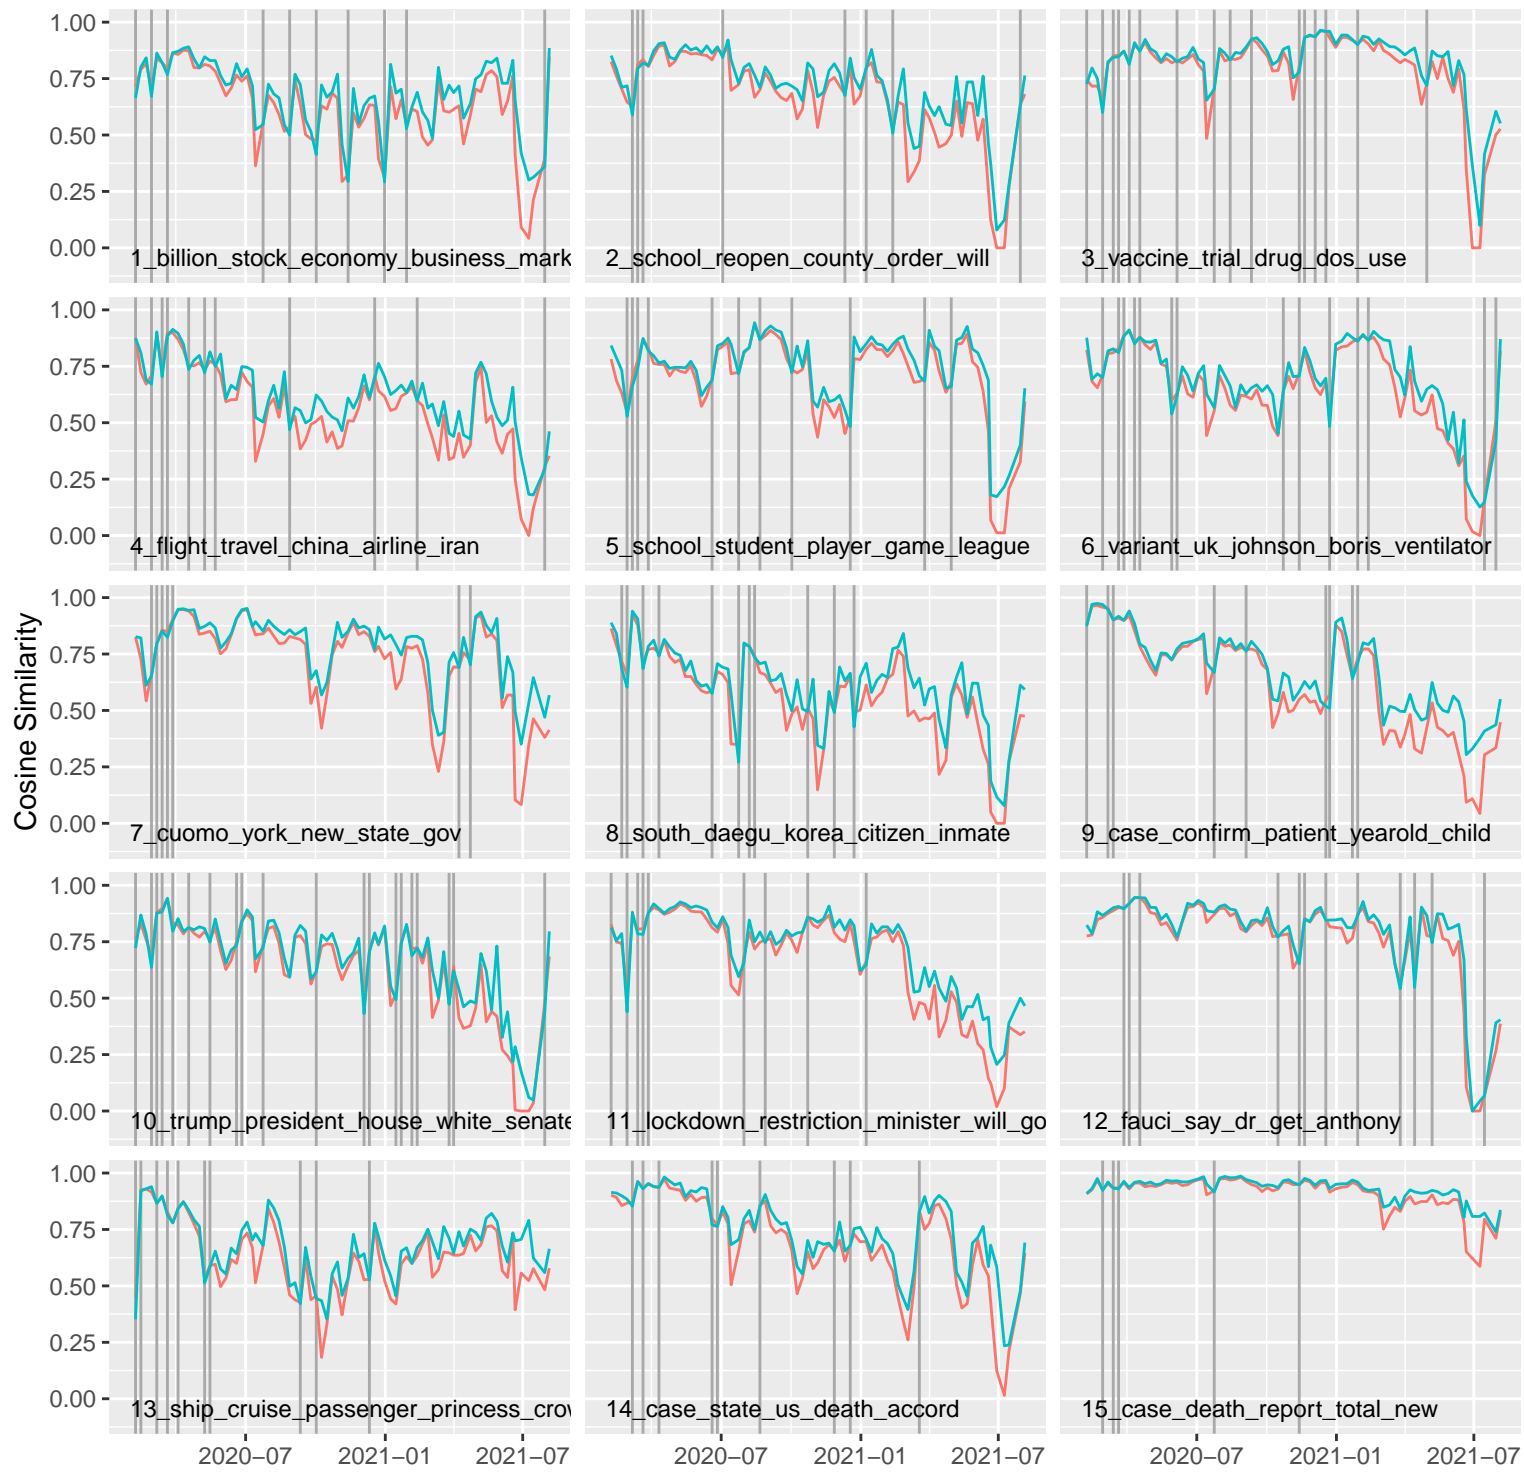 1.00
0.75
0.50
0.25
0.00
1_billion_stock_economy_business_mark
2_school_reopen_county_order_will
3_vaccine_trial_drug_dos_use
1.00
0.75
0.50
0.25
0.00
4_flight_travel_china_airline_iran
5_school_student_player_game_league
6_variant_uk_johnson_boris_ventilator
Cosine Similarity
1.00
0.75
0.50
0.25
0.00
7_cuomo_york_new_state_gov
8_south_daegu_korea_citizen_inmate
9_case_confirm_patient_yearold_child
1.00
0.75
0.50
0.25
0.00
10_trump_president_house_white_senate
11_lockdown_restriction_minister_will_go
12_fauci_say_dr_get_anthony
1.00
0.75
0.50
0.25
0.00
13_ship_cruise_passenger_princess_crow
14_case_state_us_death_accord
15_case_death_report_total_new
2020−07 2021−01 2021−07
2020−07 2021−01 2021−07
2020−07 2021−01 2021−07